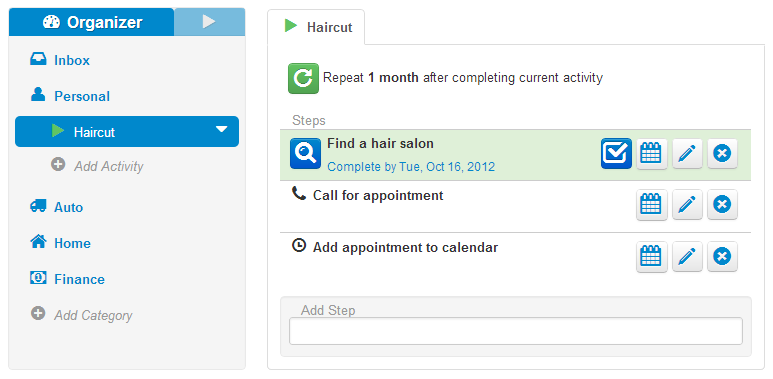 Organizer
Inbox
Personal
Haircut
Add Activity
Auto
Home
Finance
Add Category
Haircut
Repeat 1 month after completing current activity
Steps
Find a hair salon
Complete by Tue, Oct 16, 2012
Call for appointment
Add appointment to calendar
Add Step